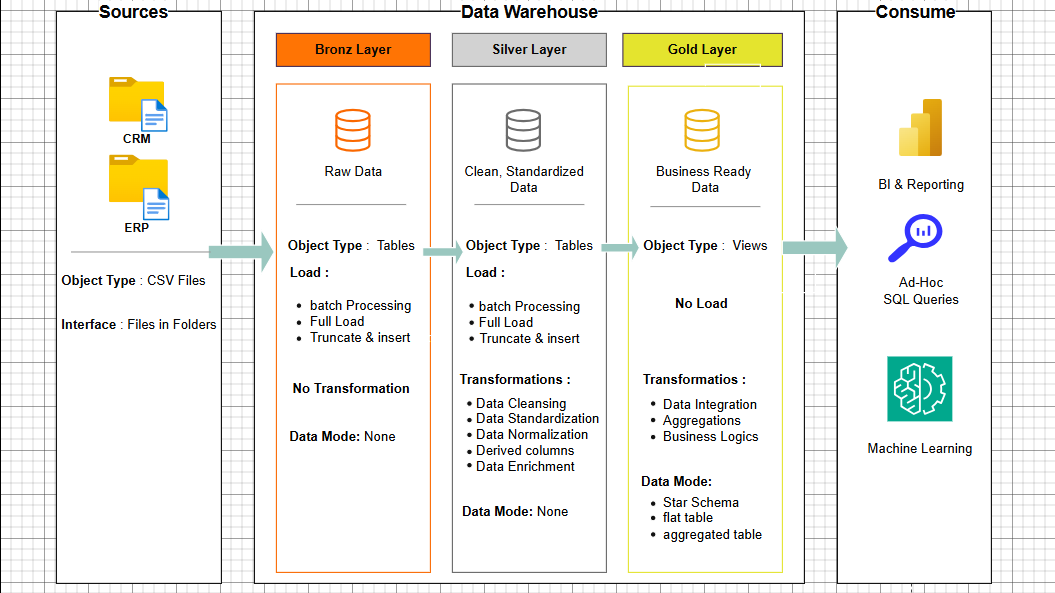 Sources
CRM
ERP
Object Type : CSV Files
Interface : Files in Folders
Data Warehouse
Bronz Layer
Raw Data
Object Type : Tables
Load :
batch Processing
Full Load
Truncate & insert
No Transformation
Data Mode: None
Silver Layer
Clean, Standardized
Data
Object Type : Tables
Load :
batch Processing
Full Load
Truncate & insert
Transformations :
Data Cleansing
Data Standardization
Data Normalization
Derived columns
Data Enrichment
Data Mode: None
Gold Layer
Business Ready
Data
Object Type : Views
No Load
Transformatios :
Data Integration
Aggregations
Business Logics
Data Mode:
Star Schema
flat table
aggregated table
Consume
BI & Reporting
Ad-Hoc
SQL Queries
Machine Learning